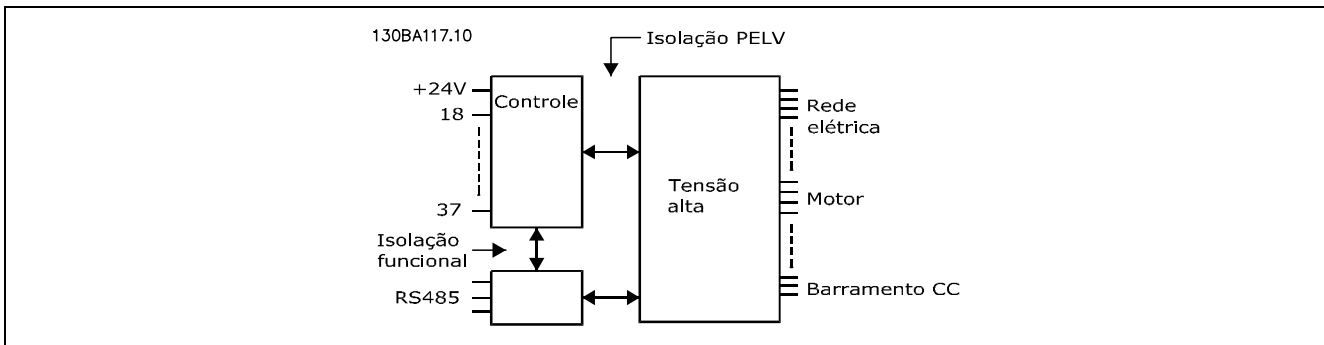 130BA117.10
Isolação PELV
+24V
Controle
18
37
Isolação
funcional
RS485
Tensão
alta
Rede
elétrica
Motor
Barramento CC